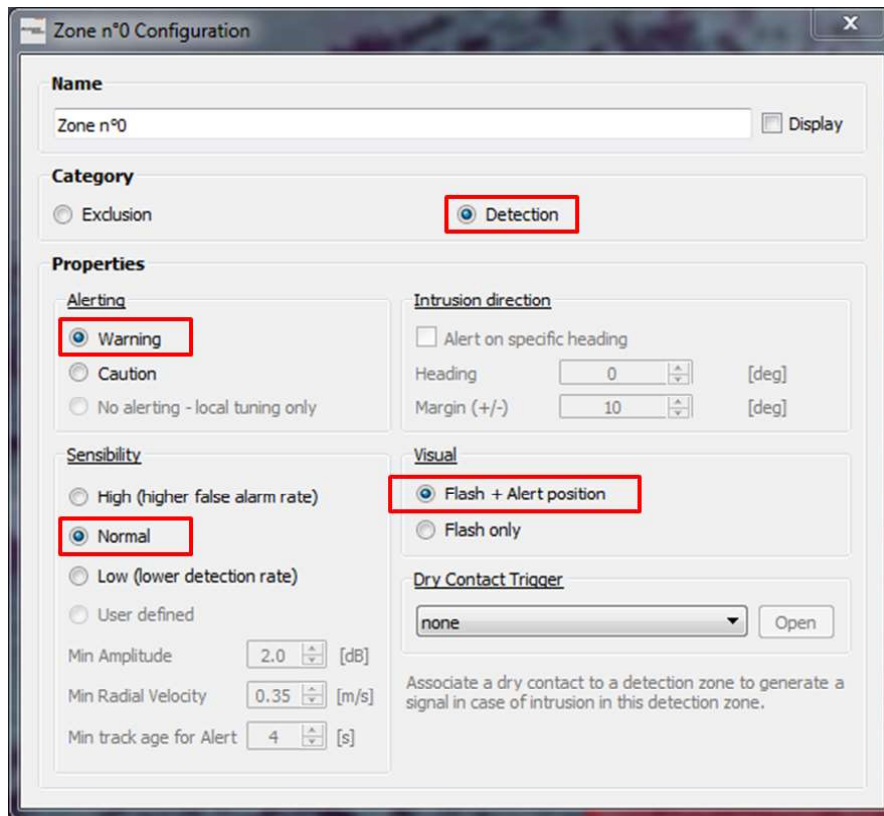 Zone n°0 Configuration
x
Name
Zone n°0
Display
Category
Exclusion
Detection
Properties
Alerting
Warning
Caution
No alerting - local tuning only
Intrusion direction
Alert on specific heading
Heading 0 [deg]
Margin (+/-) 10 [deg]
Sensibility
High (higher false alarm rate)
Normal
Low (lower detection rate)
User defined
Min Amplitude 2.0 [dB]
Min Radial Velocity 0.35 [m/s]
Min track age for Alert 4 [s]
Visual
Flash + Alert position
Flash only
Dry Contact Trigger
none Open
Associate a dry contact to a detection zone to generate a
signal in case of intrusion in this detection zone.